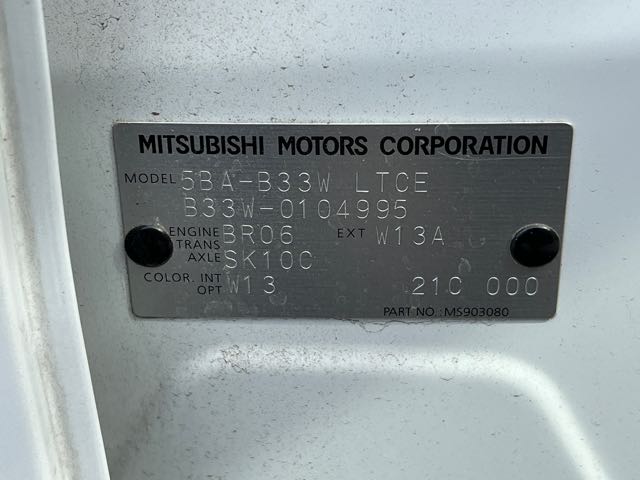 MITSUBISHI MOTORS CORPORATION
MODEL 5BA-B33W LTCE
B33W-0104995
ENGINE BR06 EXT W13A
TRANS
AXLE SK10C
COLOR. INT W13 21C 000
OPT
PART NO.: MS903080